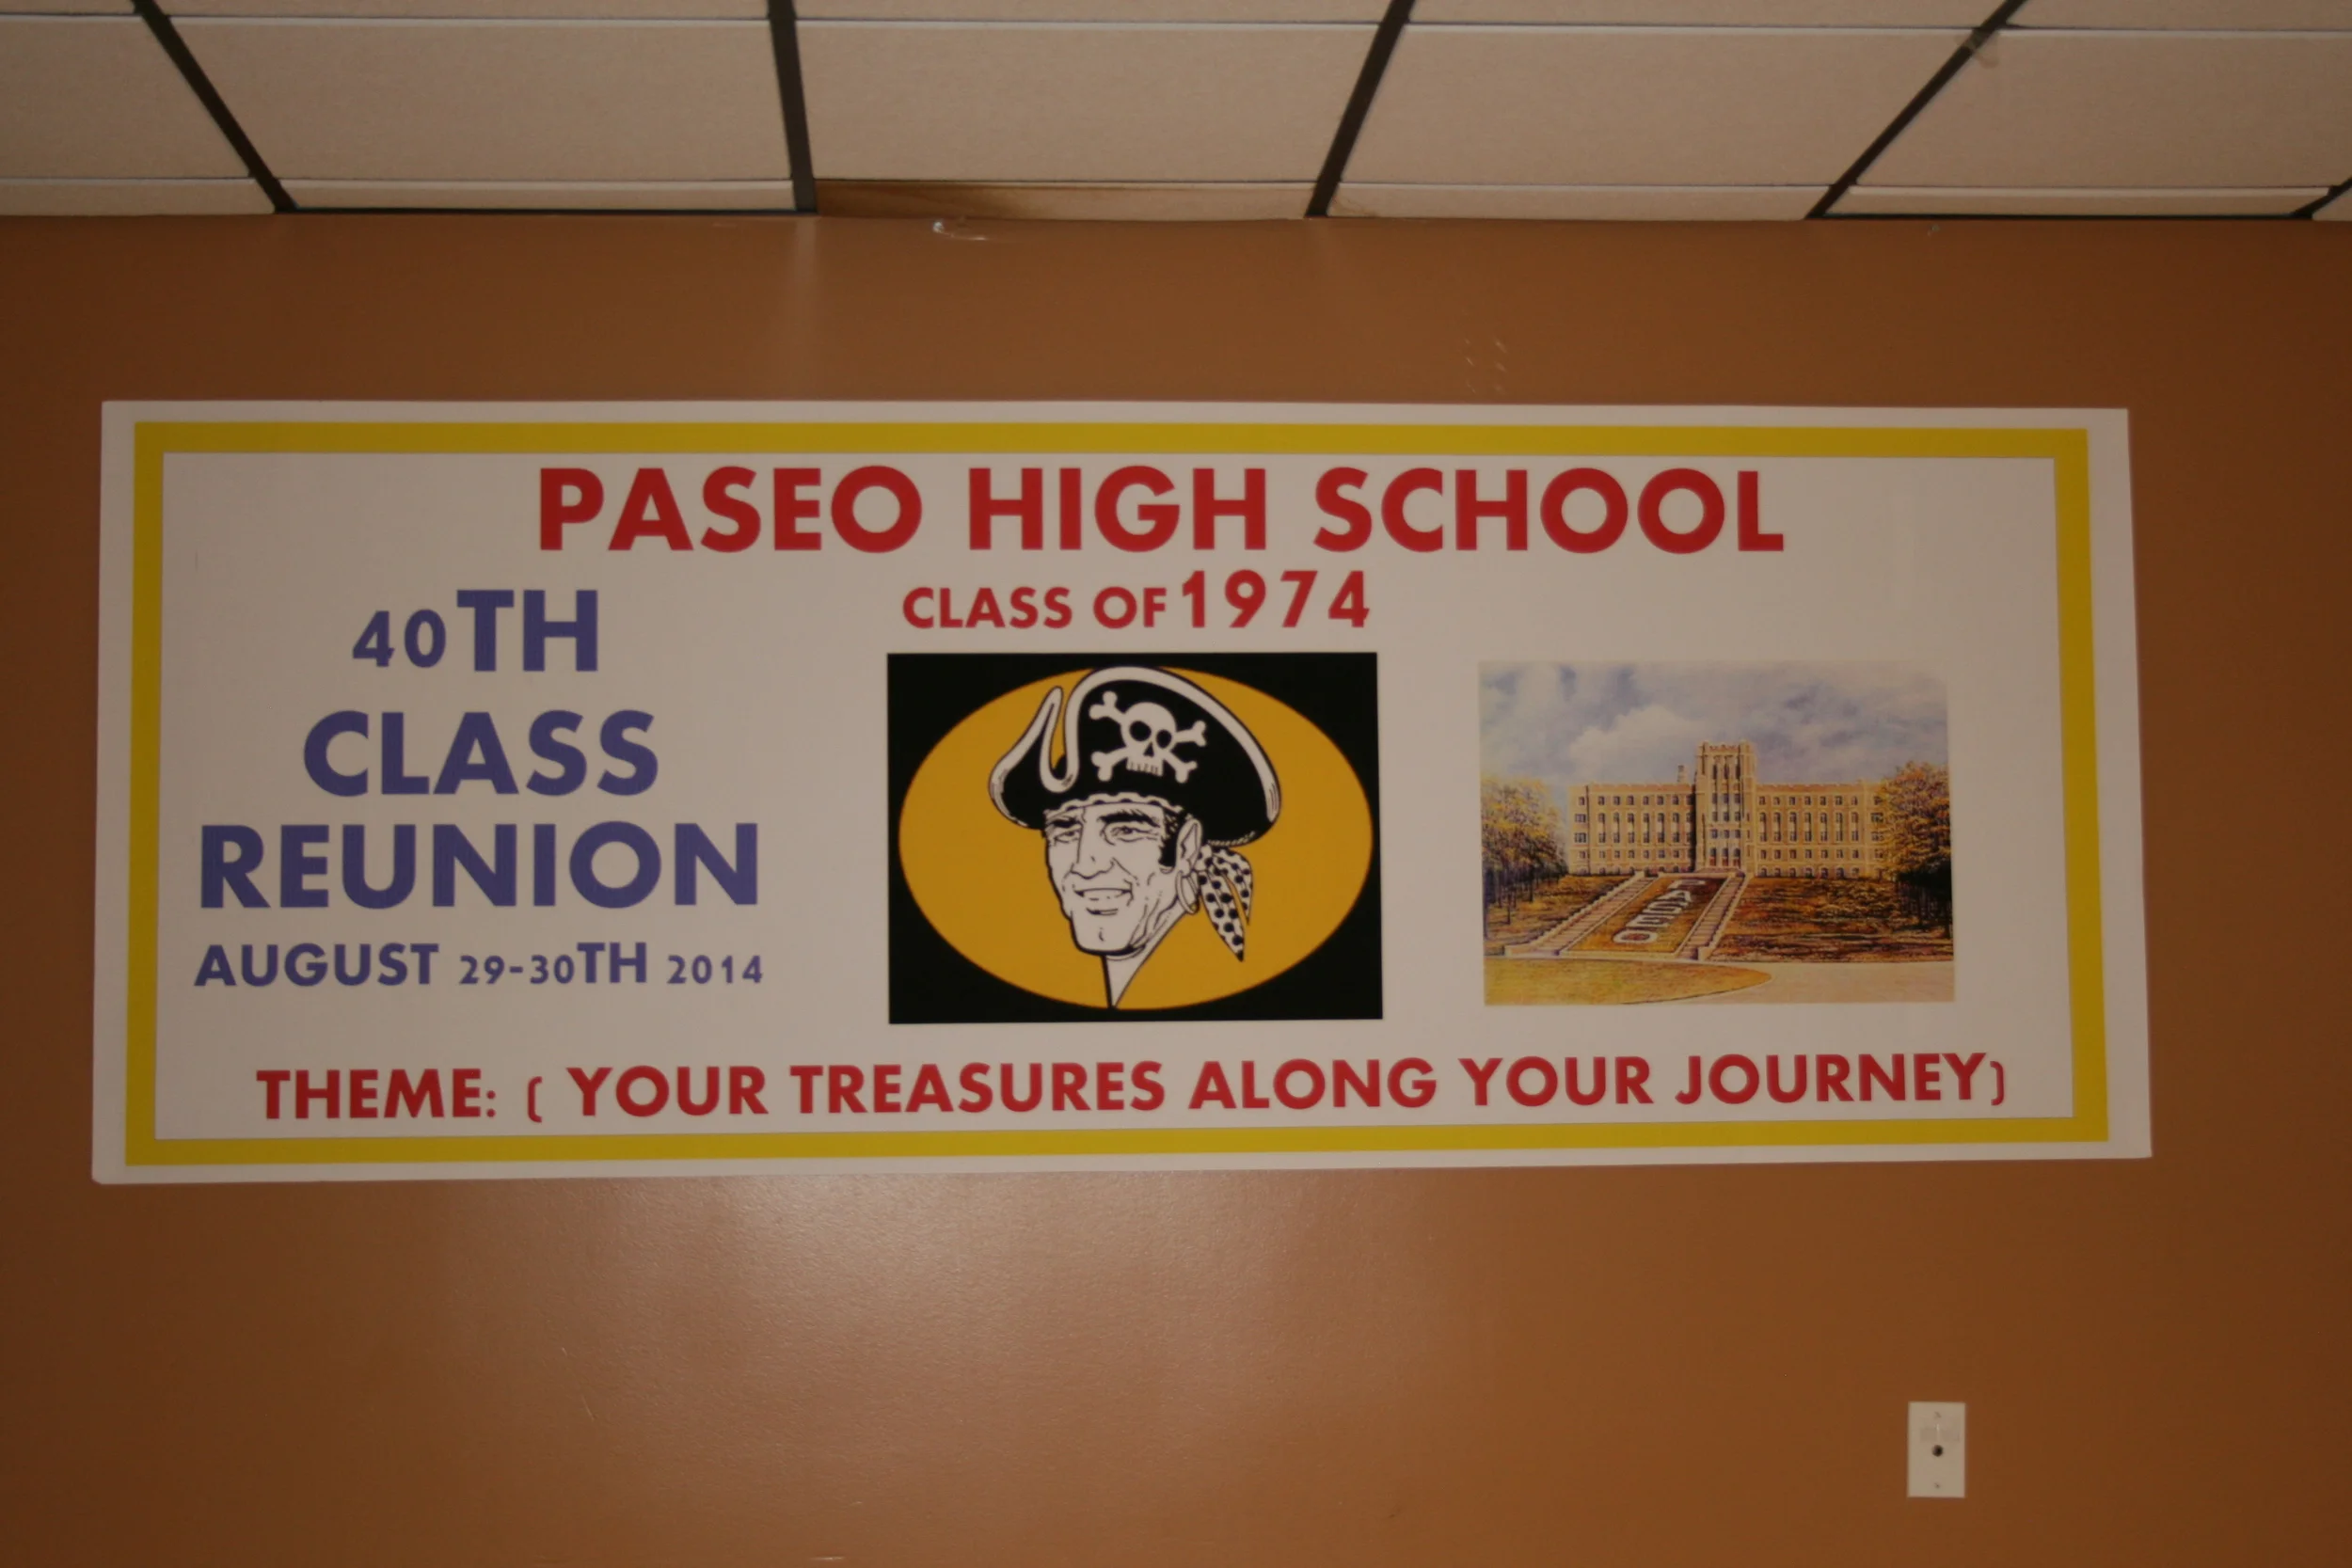 PASEO HIGH SCHOOL
CLASS OF 1974
40TH
CLASS
REUNION
AUGUST 29-30TH 2014
PASEO
THEME: ( YOUR TREASURES ALONG YOUR JOURNEY)